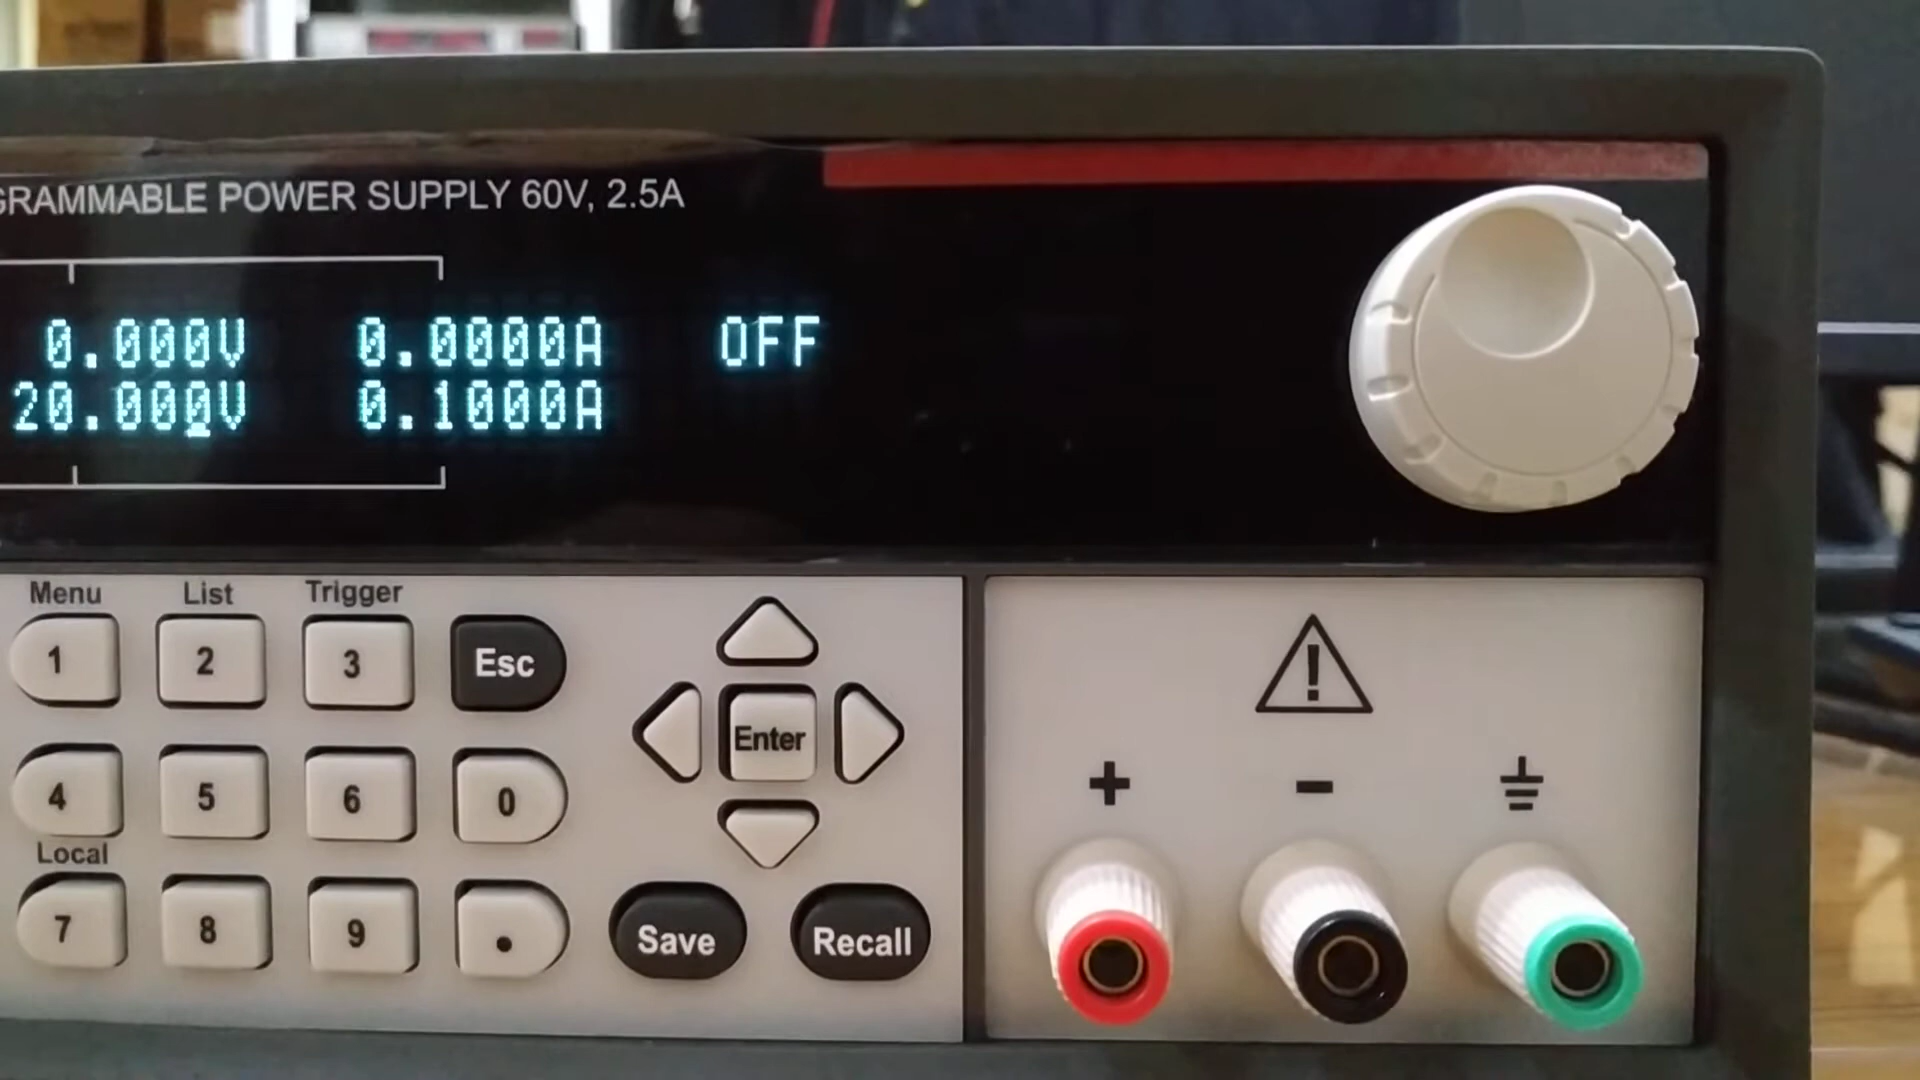 GRAMMABLE POWER SUPPLY 60V, 2.5A
0.000V 0.0000A OFF
20.000V 0.1000A
Menu List Trigger
1 2 3 Esc
Enter
4 5 6 0
Local
7 8 9 .
Save Recall
+ -